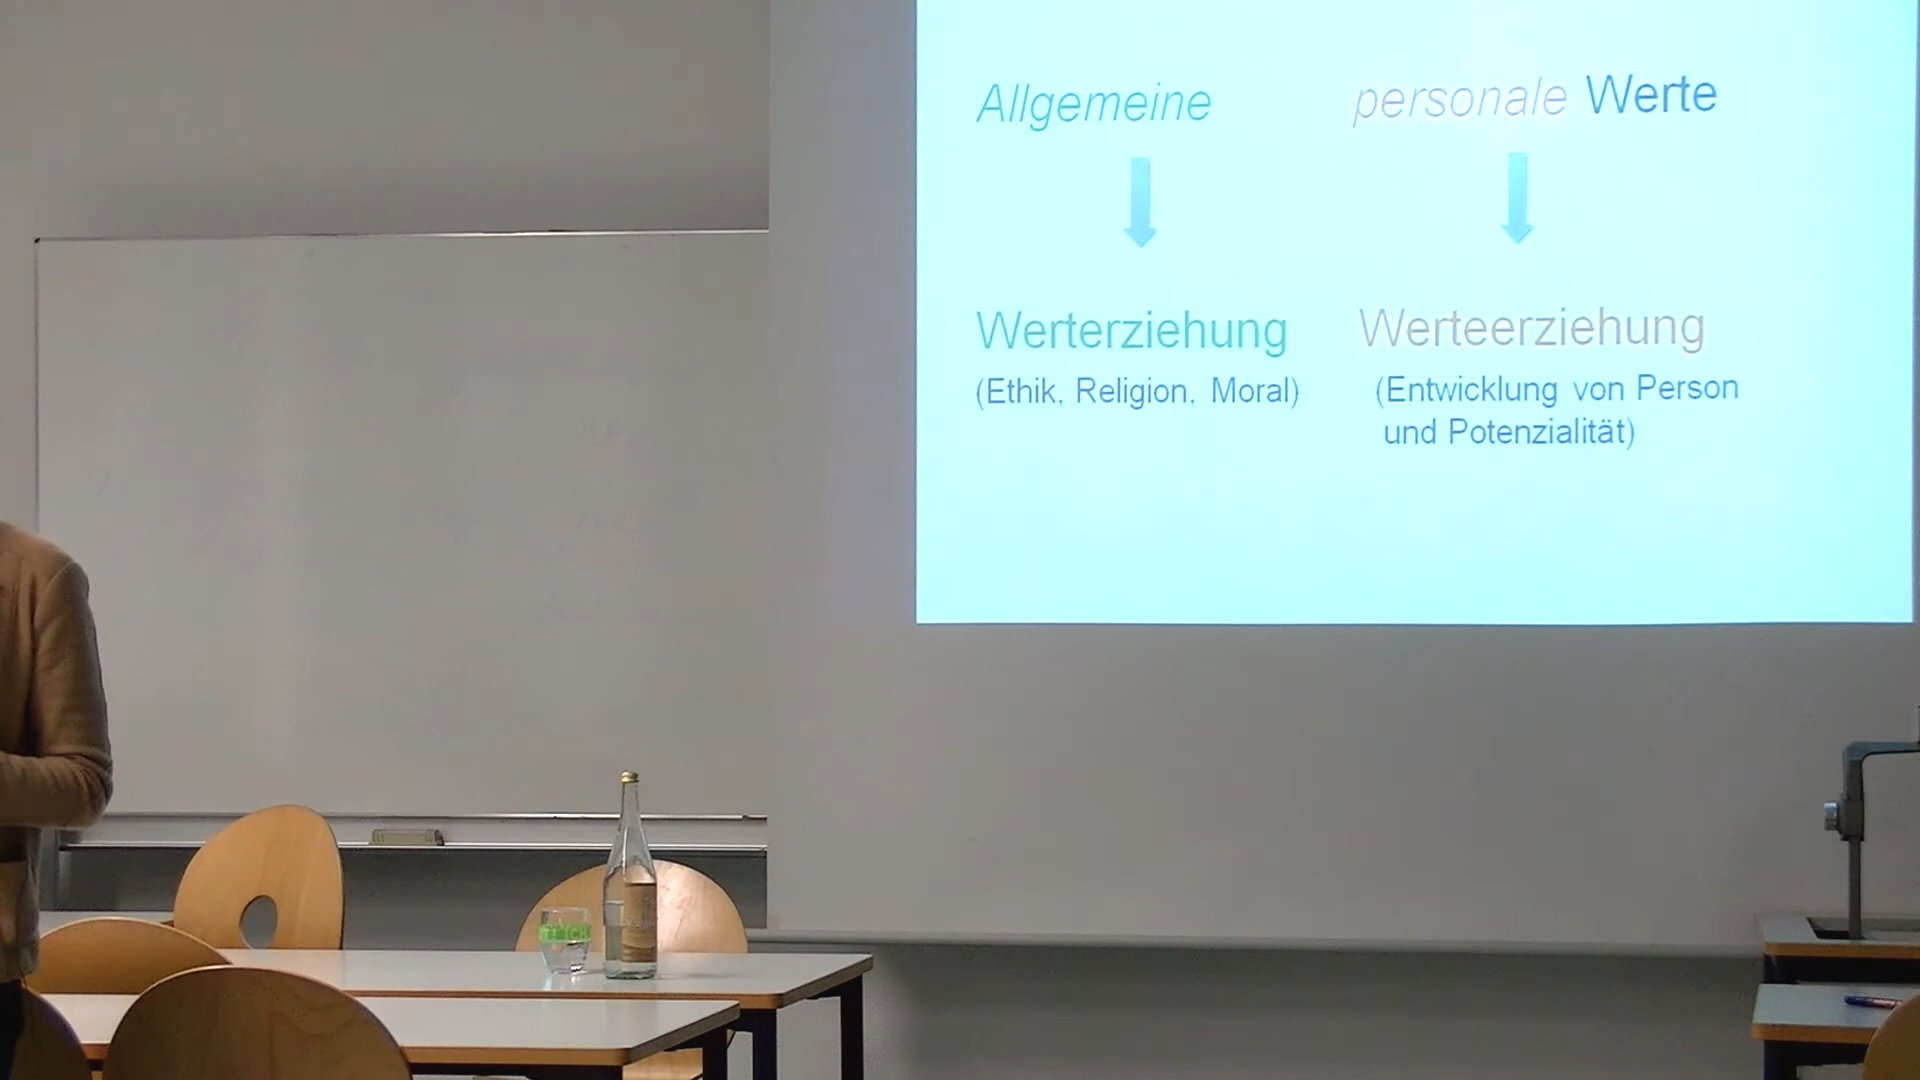 Allgemeine personale Werte
Werterziehung Werteerziehung
(Ethik, Religion, Moral) (Entwicklung von Person
und Potenzialität)